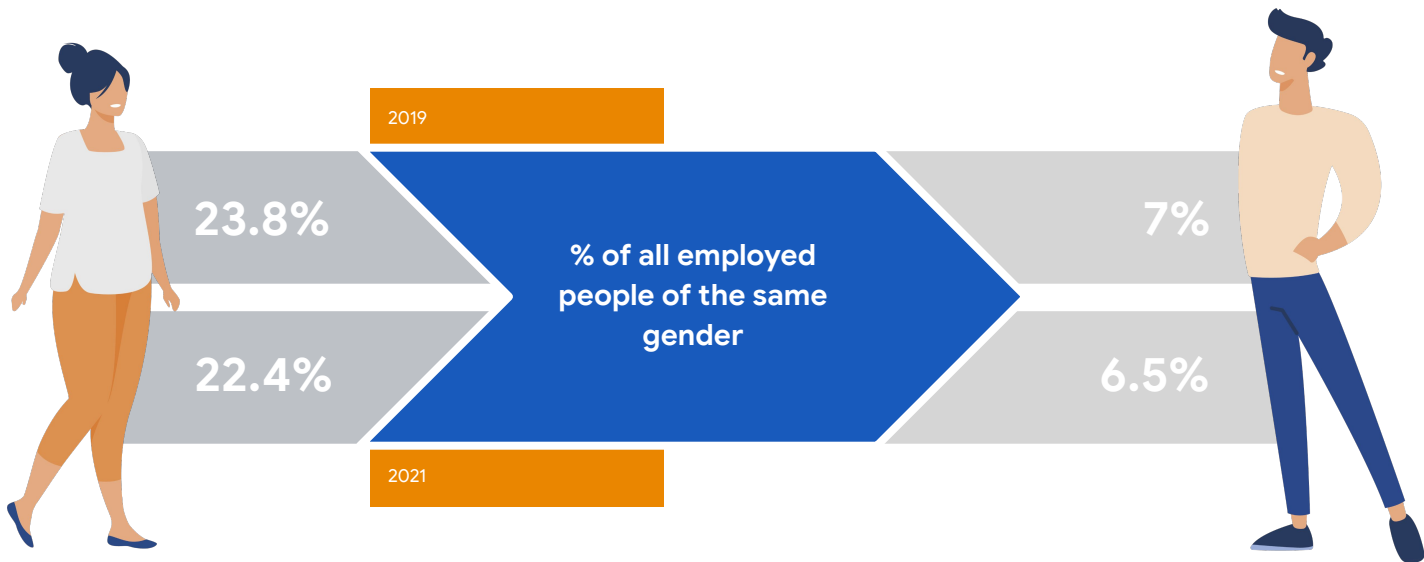 2019
23.8%
7%
% of all employed
people of the same
gender
22.4%
6.5%
2021